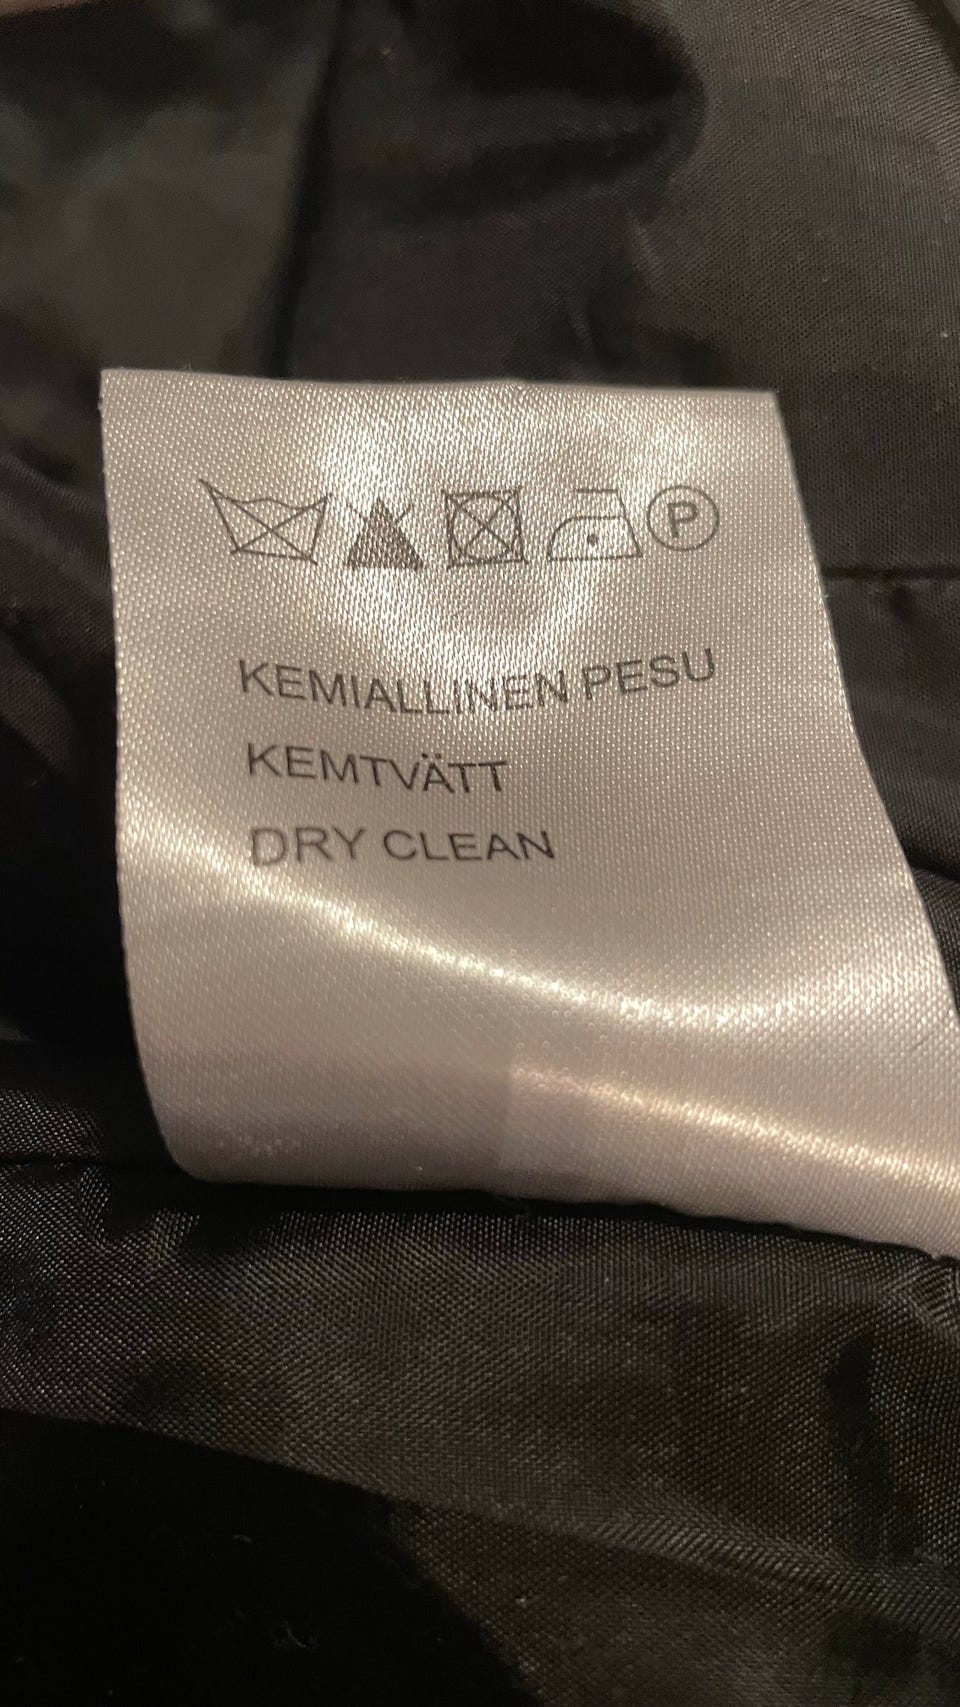 P
KEMIALLINEN PESU
KEMTVÄTT
DRY CLEAN